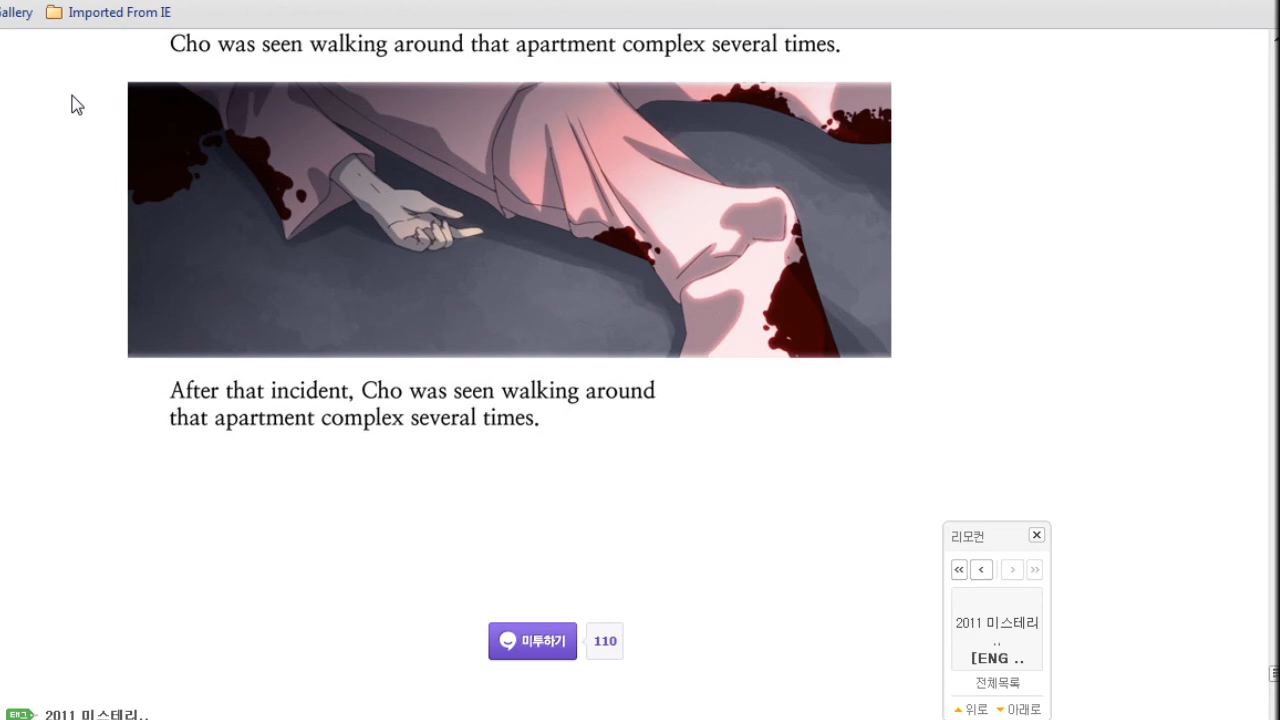 allery Imported From IE
Cho was seen walking around that apartment complex several times.
After that incident, Cho was seen walking around
that apartment complex several times.
리모컨
2011 미스테리
..
[ENG ..
전체목록
위로 아래로
미투하기 110
태그 2011 미스테리..